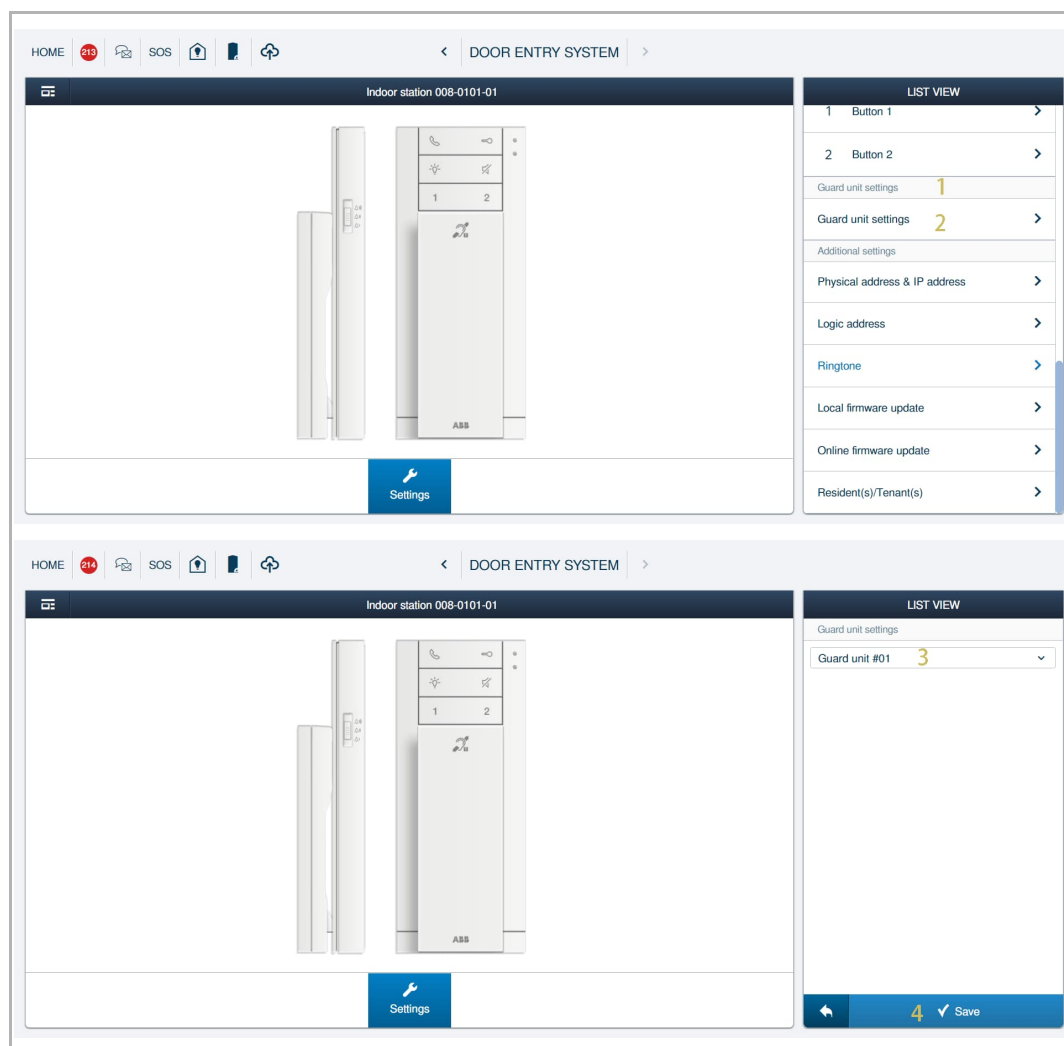 HOME 213 SOS DOOR ENTRY SYSTEM
Indoor station 008-0101-01
1 2
ABB
Settings
LIST VIEW
1 Button 1
2 Button 2
Guard unit settings 1
Guard unit settings 2
Additional settings
Physical address & IP address
Logic address
Ringtone
Local firmware update
Online firmware update
Resident(s)/Tenant(s)
HOME 214 SOS DOOR ENTRY SYSTEM
Indoor station 008-0101-01
1 2
ABB
Settings
LIST VIEW
Guard unit settings
Guard unit #01 3
4 Save